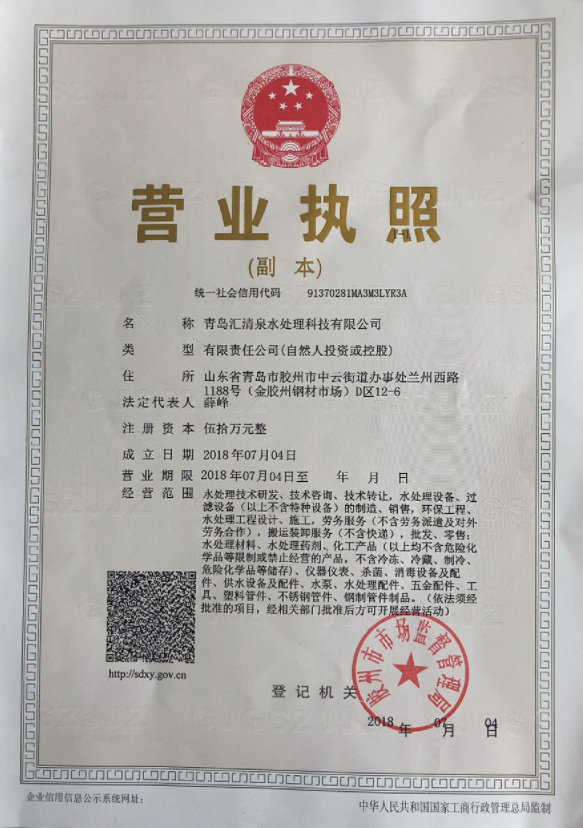 营业执照
1-1
(副 本)
统一社会信用代码 91370281MA3M3LYR3A
名 称 青岛汇清泉水处理科技有限公司
类 型 有限责任公司(自然人投资或控股)
住 所 山东省青岛市胶州市中云街道办事处兰州西路
1188号（金胶州钢材市场）D区12-6
法定代表人 薛峰
注册资本 伍拾万元整
成立日期 2018年07月04日
营业期限 2018年07月04日至 年 月 日
经营范围 水处理技术研发、技术咨询、技术转让，水处理设备、过
滤设备（以上不含特种设备）的制造、销售，环保工程、
水处理工程设计、施工，劳务服务（不含劳务派遣及对外
劳务合作），搬运装卸服务（不含快递），批发、零售：
水处理材料、水处理药剂、化工产品（以上均不含危险化
学品等限制或禁止经营的产品，不含冷冻、冷藏、制冷、
危险化学品等储存）、仪器仪表、杀菌、消毒设备及配
件、供水设备及配件、水泵、水处理配件、五金配件、工
具、塑料管件、不锈钢管件、钢制管件制品。（依法须经
批准的项目，经相关部门批准后方可开展经营活动）
http://sdxy.gov.cn
胶州市市场监督管理局
登记机关
2018年07月04日
企业信用信息公示系统网址：
中华人民共和国国家工商行政管理总局监制